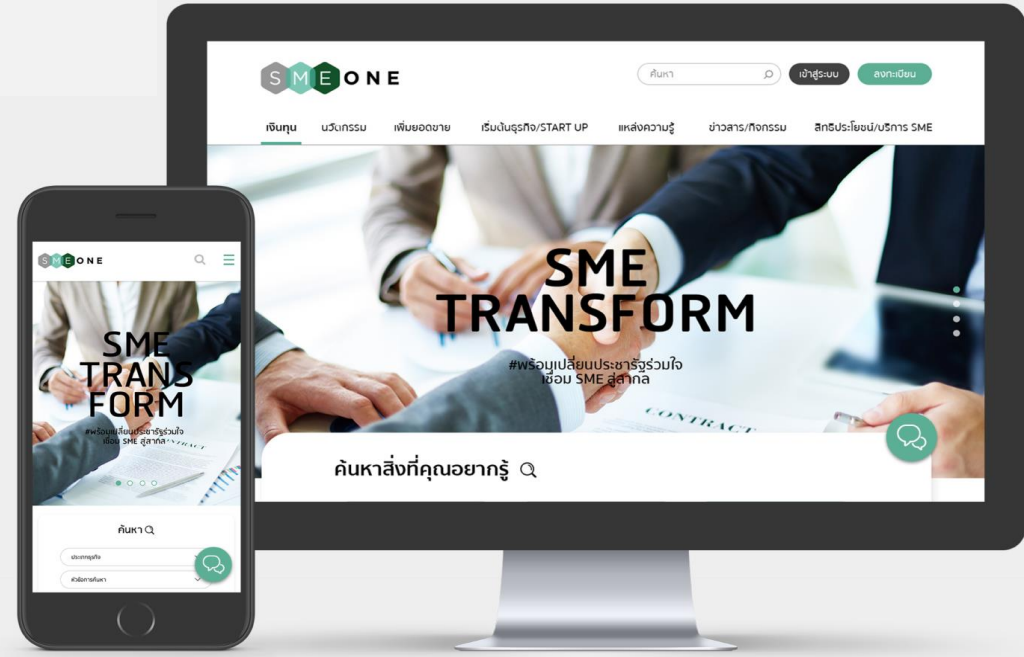 SMEONE
ค้นหา
เข้าสู่ระบบ
ลงทะเบียน
เงินทุน นวัตกรรม เพิ่มยอดขาย เริ่มต้นธุรกิจ/START UP แหล่งความรู้ ข่าวสาร/กิจกรรม สิทธิประโยชน์/บริการ SME
SME
TRANSFORM
#พร้อมเปลี่ยนประชารัฐร่วมใจ
เชื่อม SME สู่สากล
CONTRACT
ค้นหาสิ่งที่คุณอยากรู้
SMEONE
SME
TRANS
FORM
#พร้อมเปลี่ยนประชารัฐร่วมใจ
เชื่อม SME สู่สากล
ค้นหา
ประเภทธุรกิจ
หัวข้อการค้นหา